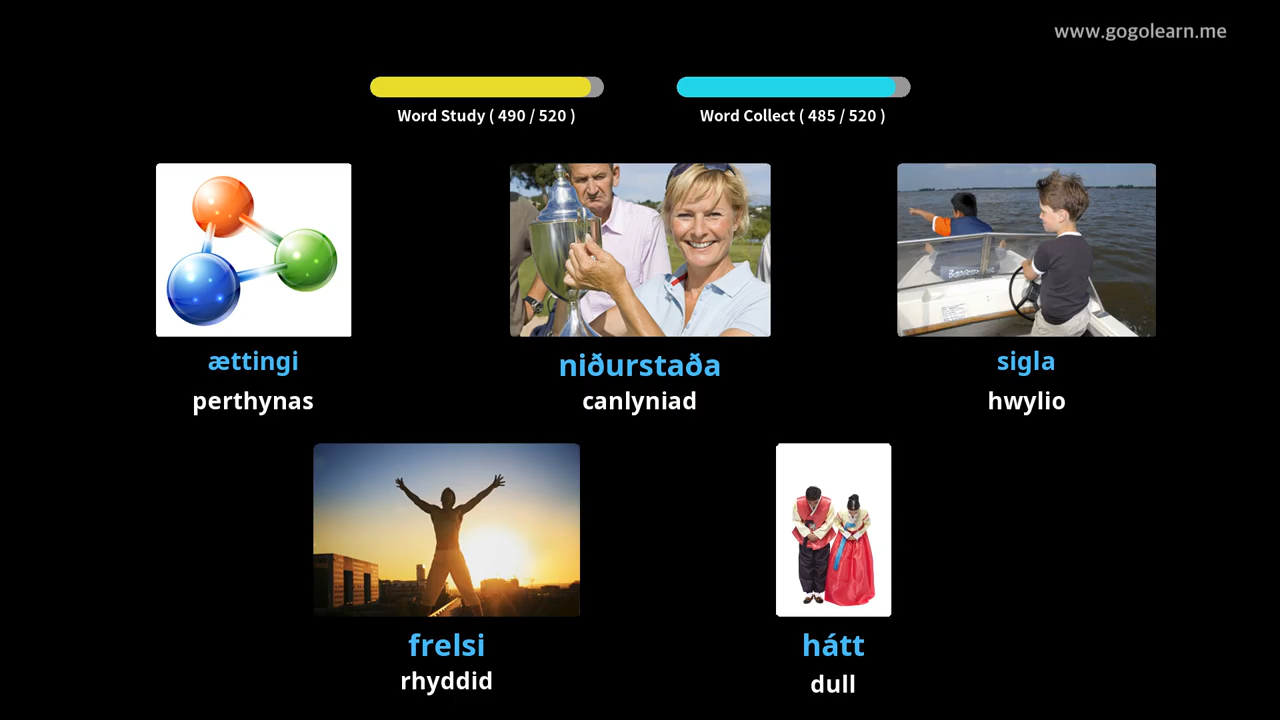 www.gogolearn.me
Word Study ( 490 / 520 )
Word Collect ( 485 / 520 )
ættingi
perthynas
niðurstaða
canlyniad
sigla
hwylio
frelsi
rhyddid
hátt
dull